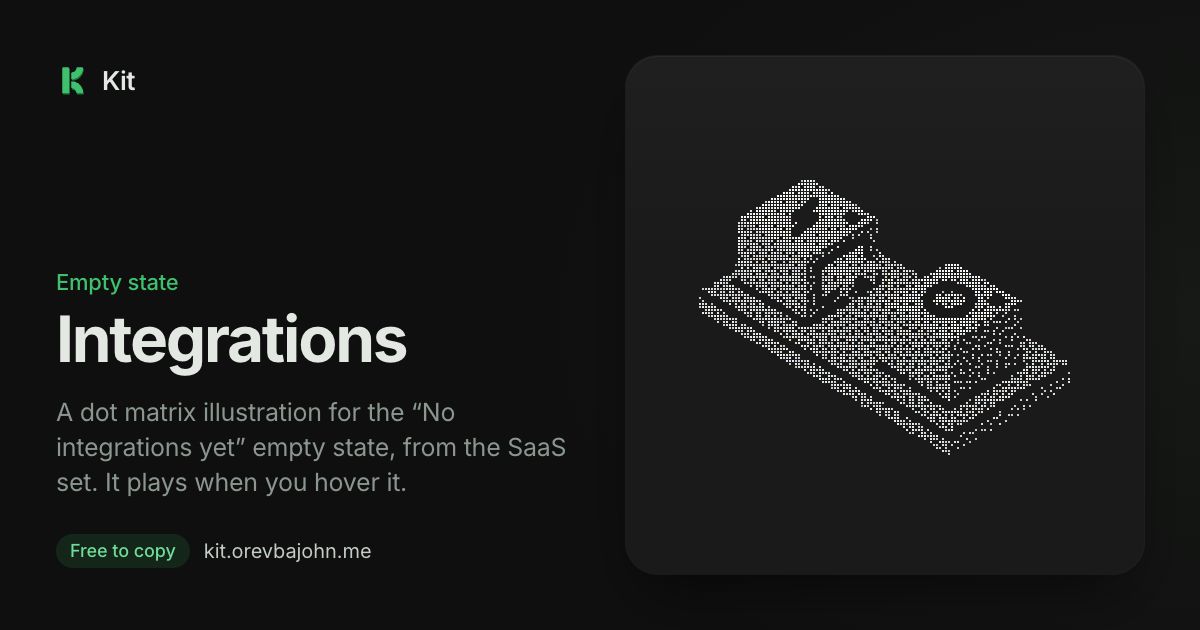 Kit
Empty state
Integrations
A dot matrix illustration for the “No
integrations yet” empty state, from the SaaS
set. It plays when you hover it.
Free to copy
kit.orevbajohn.me